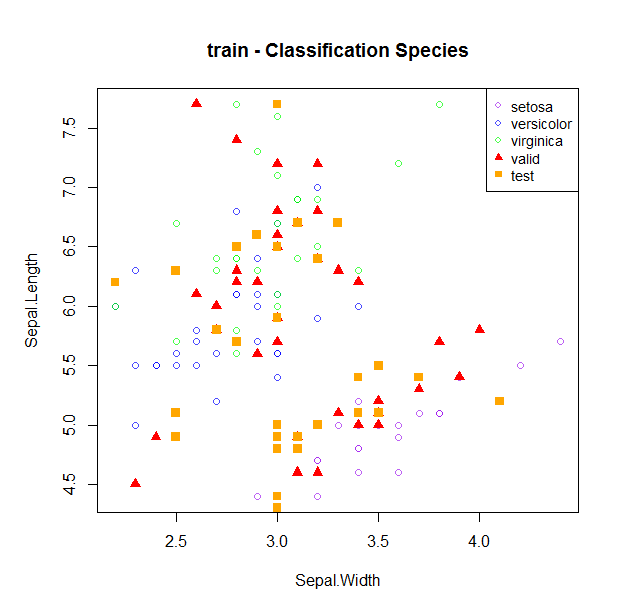 train - Classification Species
setosa
versicolor
virginica
valid
test
Sepal.Length
7.5
7.0
6.5
6.0
5.5
5.0
4.5
2.5 3.0 3.5 4.0
Sepal.Width